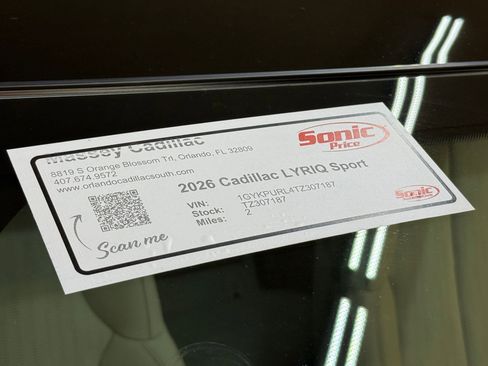 Massey Cadillac
8819 S Orange Blossom Trl, Orlando, FL 32809
407.674.9572
www.orlandocadillacsouth.com
Sonic
Price
2026 Cadillac LYRIQ Sport
VIN: 1GYKPURL4TZ307187
Stock: TZ307187
Miles: 2
Scan me